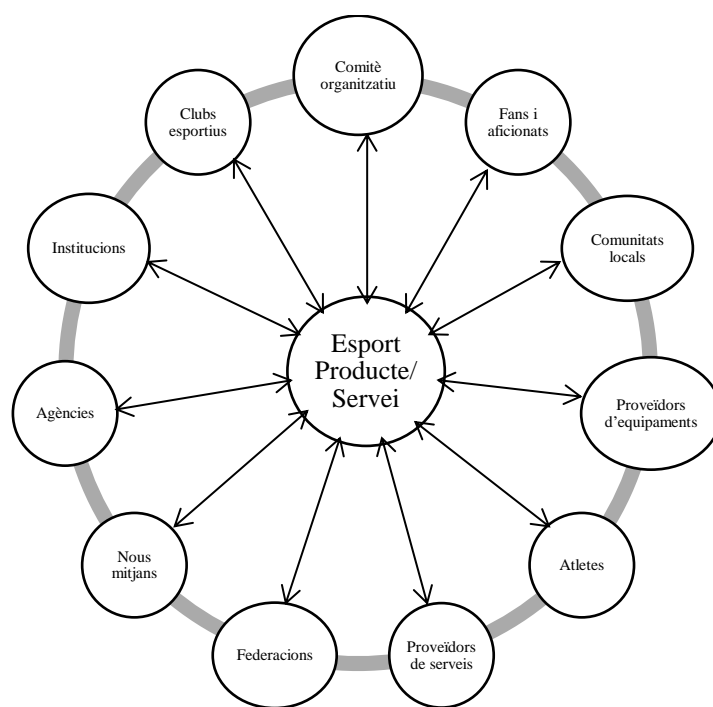 Comitè
organitzatiu
Fans i
aficionats
Comunitats
locals
Proveïdors
d'equipaments
Atletes
Proveïdors
de serveis
Federacions
Nous
mitjans
Agències
Institucions
Clubs
esportius
Esport
Producte/
Servei